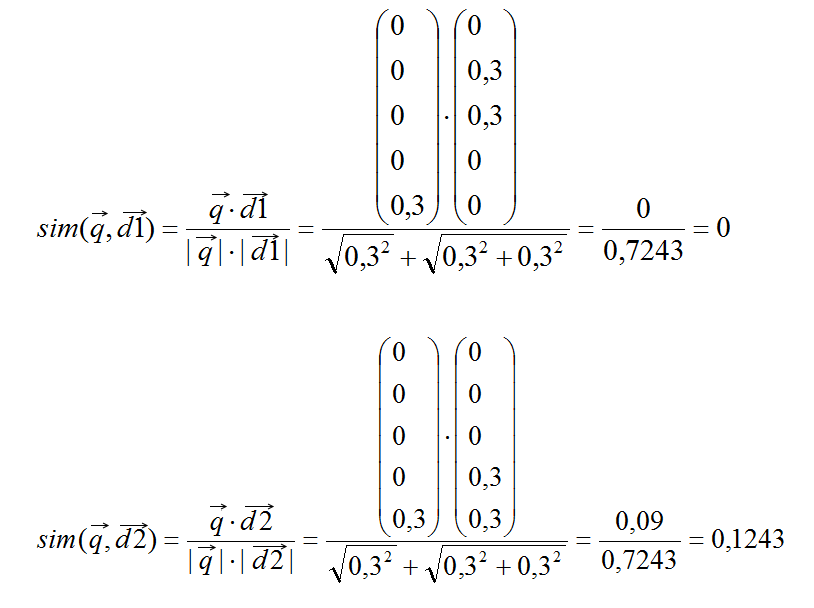 sim(q⃗, d1⃗) = (q⃗ · d1⃗) / (|q⃗| · |d1⃗|) = ((0 0 0 0 0,3) · (0 0,3 0,3 0 0)) / (√(0,3²) + √(0,3² + 0,3²)) = 0 / 0,7243 = 0
sim(q⃗, d2⃗) = (q⃗ · d2⃗) / (|q⃗| · |d2⃗|) = ((0 0 0 0 0,3) · (0 0 0 0,3 0,3)) / (√(0,3²) + √(0,3² + 0,3²)) = 0,09 / 0,7243 = 0,1243